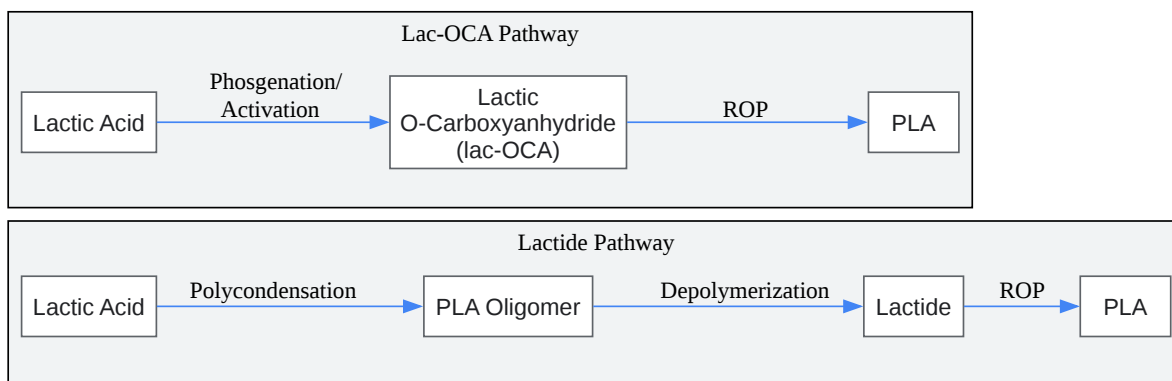 Lac-OCA Pathway
Lactic Acid
Phosgenation/
Activation
Lactic
O-Carboxyanhydride
(lac-OCA)
ROP
PLA
Lactide Pathway
Lactic Acid
Polycondensation
PLA Oligomer
Depolymerization
Lactide
ROP
PLA